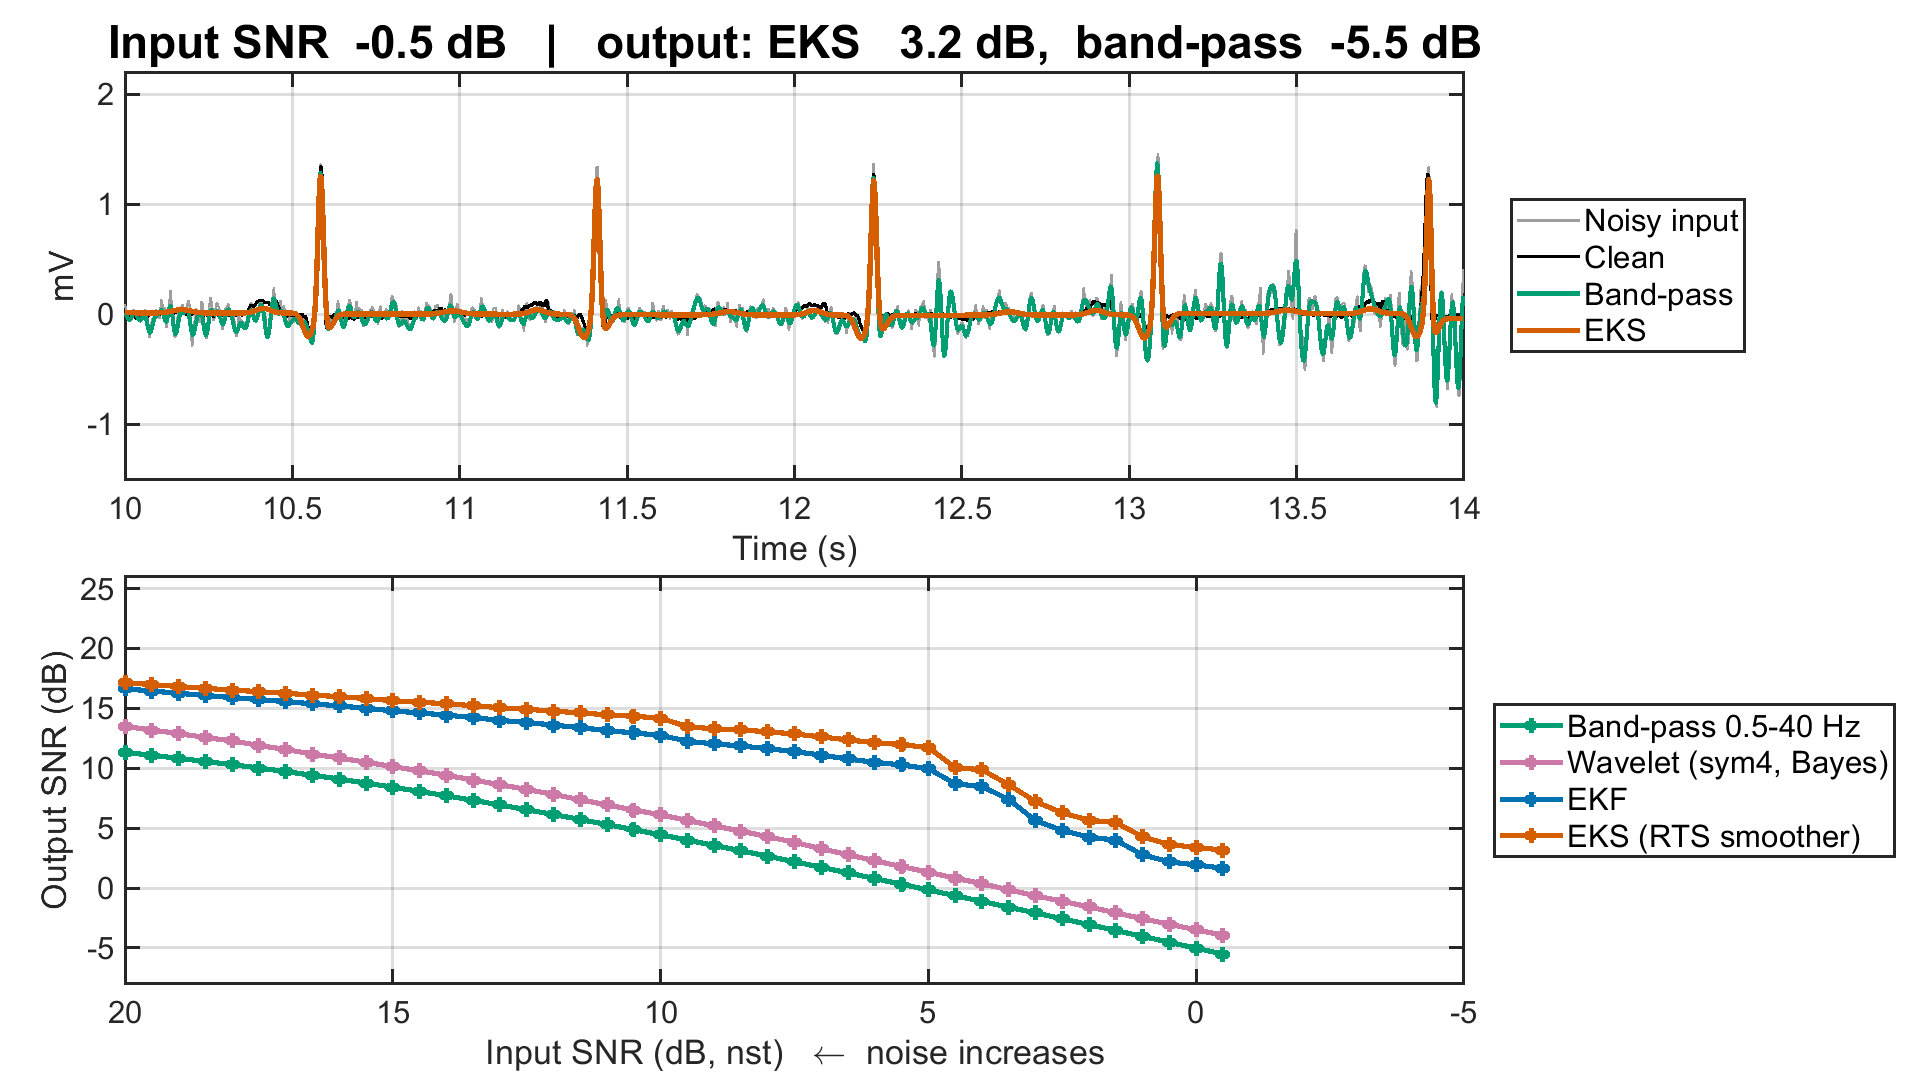 Input SNR  -0.5 dB   |   output: EKS   3.2 dB,  band-pass  -5.5 dB
2
1
0
-1
mV
10
10.5
11
11.5
12
12.5
13
13.5
14
Time (s)
Noisy input
Clean
Band-pass
EKS
25
20
15
10
5
0
-5
Output SNR (dB)
20
15
10
5
0
-5
Input SNR (dB, nst)   ←  noise increases
Band-pass 0.5-40 Hz
Wavelet (sym4, Bayes)
EKF
EKS (RTS smoother)